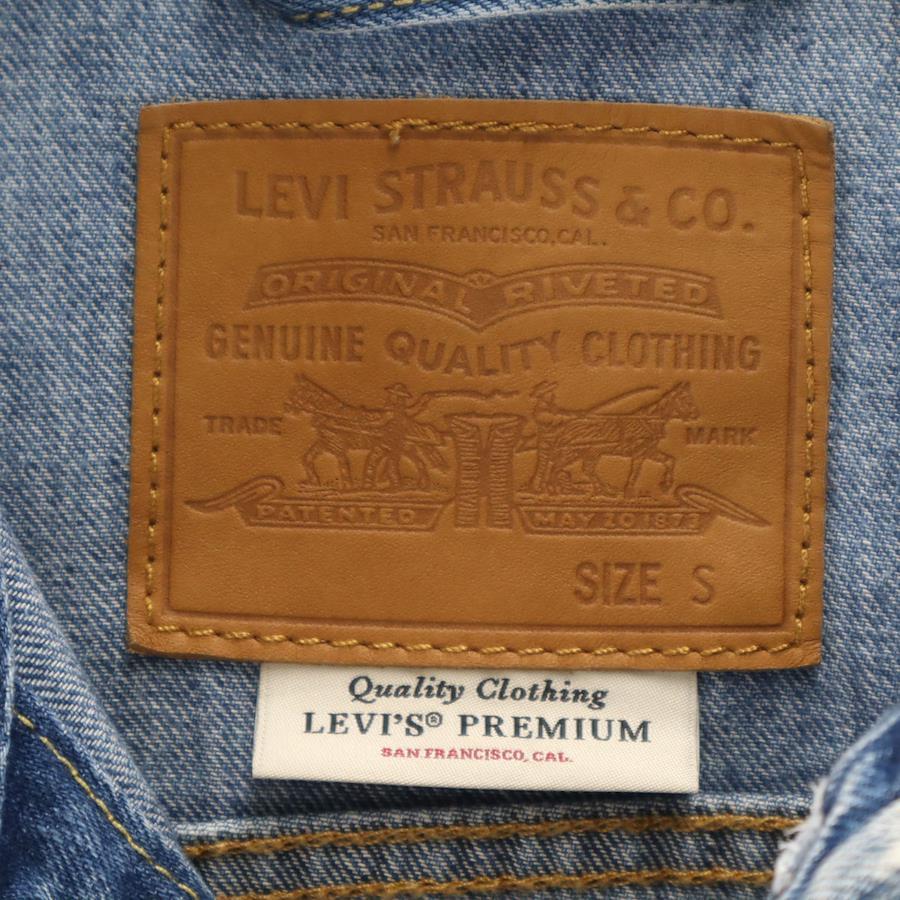 LEVI STRAUSS & CO.
SAN FRANCISCO, CAL.
ORIGINAL RIVETED
GENUINE QUALITY CLOTHING
TRADE MARK
PATENTED MAY 20 1873
SIZE S
Quality Clothing
LEVI'S® PREMIUM
SAN FRANCISCO, CAL.